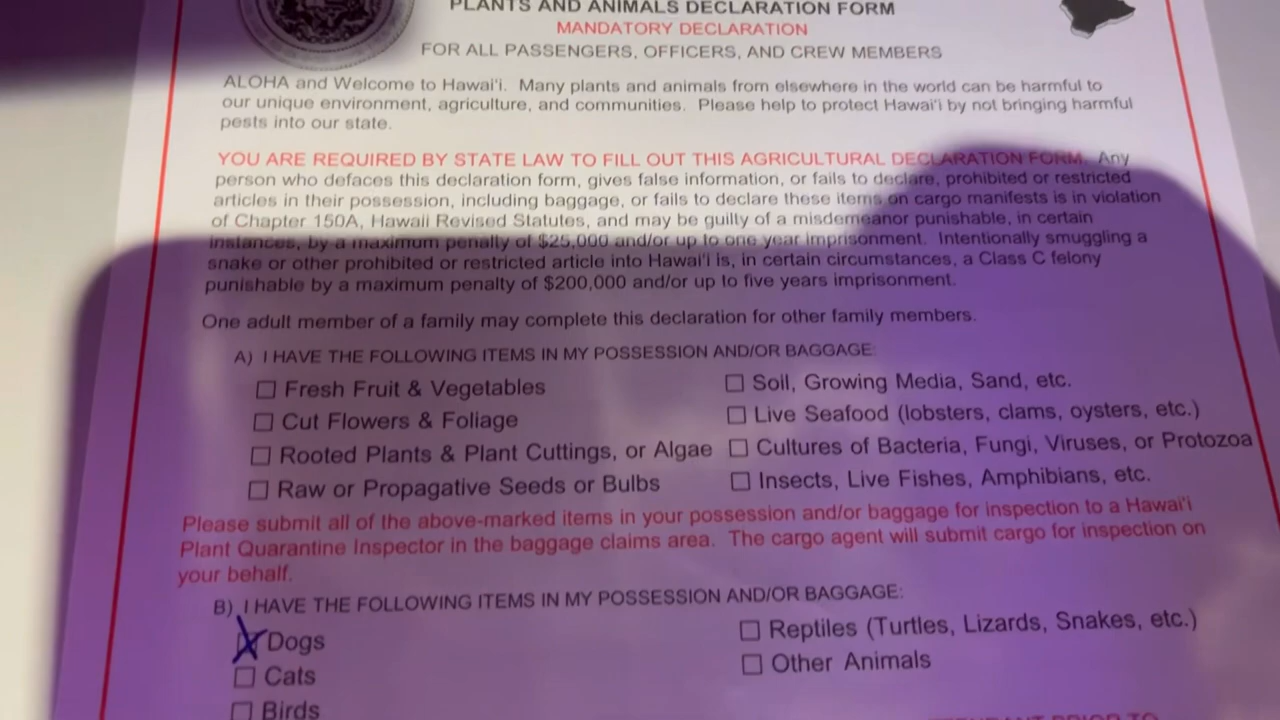 PLANTS AND ANIMALS DECLARATION FORM
MANDATORY DECLARATION
FOR ALL PASSENGERS, OFFICERS, AND CREW MEMBERS
ALOHA and Welcome to Hawai'i. Many plants and animals from elsewhere in the world can be harmful to
our unique environment, agriculture, and communities. Please help to protect Hawai'i by not bringing harmful
pests into our state.
YOU ARE REQUIRED BY STATE LAW TO FILL OUT THIS AGRICULTURAL DECLARATION FORM. Any
person who defaces this declaration form, gives false information, or fails to declare, prohibited or restricted
articles in their possession, including baggage, or fails to declare these items on cargo manifests is in violation
of Chapter 150A, Hawaii Revised Statutes, and may be guilty of a misdemeanor punishable, in certain
instances, by a maximum penalty of $25,000 and/or up to one year imprisonment. Intentionally smuggling a
snake or other prohibited or restricted article into Hawai'i is, in certain circumstances, a Class C felony
punishable by a maximum penalty of $200,000 and/or up to five years imprisonment.
One adult member of a family may complete this declaration for other family members.
A) I HAVE THE FOLLOWING ITEMS IN MY POSSESSION AND/OR BAGGAGE:
☐ Fresh Fruit & Vegetables
☐ Cut Flowers & Foliage
☐ Rooted Plants & Plant Cuttings, or Algae
☐ Raw or Propagative Seeds or Bulbs
☐ Soil, Growing Media, Sand, etc.
☐ Live Seafood (lobsters, clams, oysters, etc.)
☐ Cultures of Bacteria, Fungi, Viruses, or Protozoa
☐ Insects, Live Fishes, Amphibians, etc.
Please submit all of the above-marked items in your possession and/or baggage for inspection to a Hawai'i
Plant Quarantine Inspector in the baggage claims area. The cargo agent will submit cargo for inspection on
your behalf.
B) I HAVE THE FOLLOWING ITEMS IN MY POSSESSION AND/OR BAGGAGE:
☒ Dogs
☐ Cats
☐ Birds
☐ Reptiles (Turtles, Lizards, Snakes, etc.)
☐ Other Animals